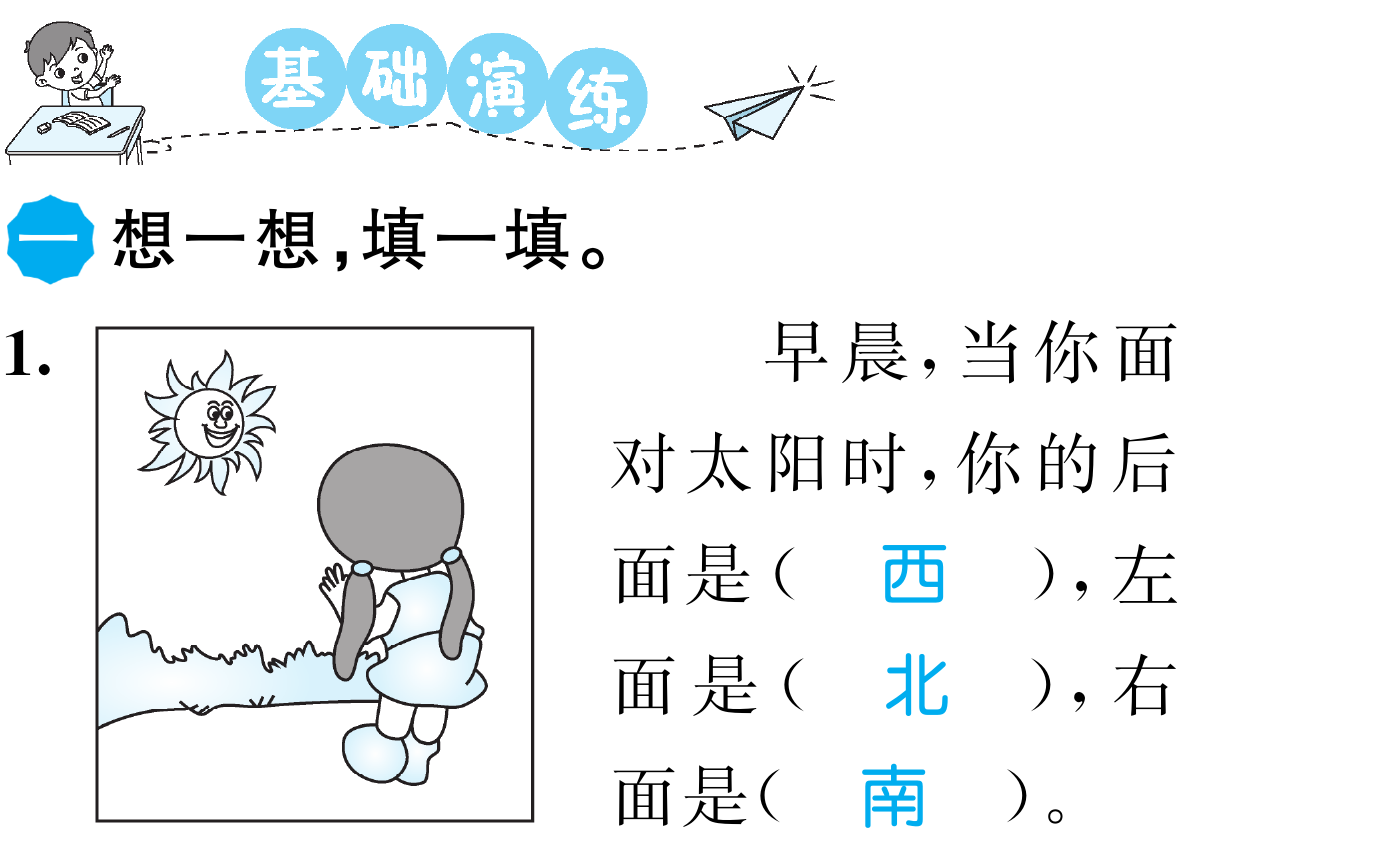 基础演练
一 想一想,填一填。
1. 早晨,当你面
对太阳时,你的后
面是( 西 ),左
面是( 北 ),右
面是( 南 )。